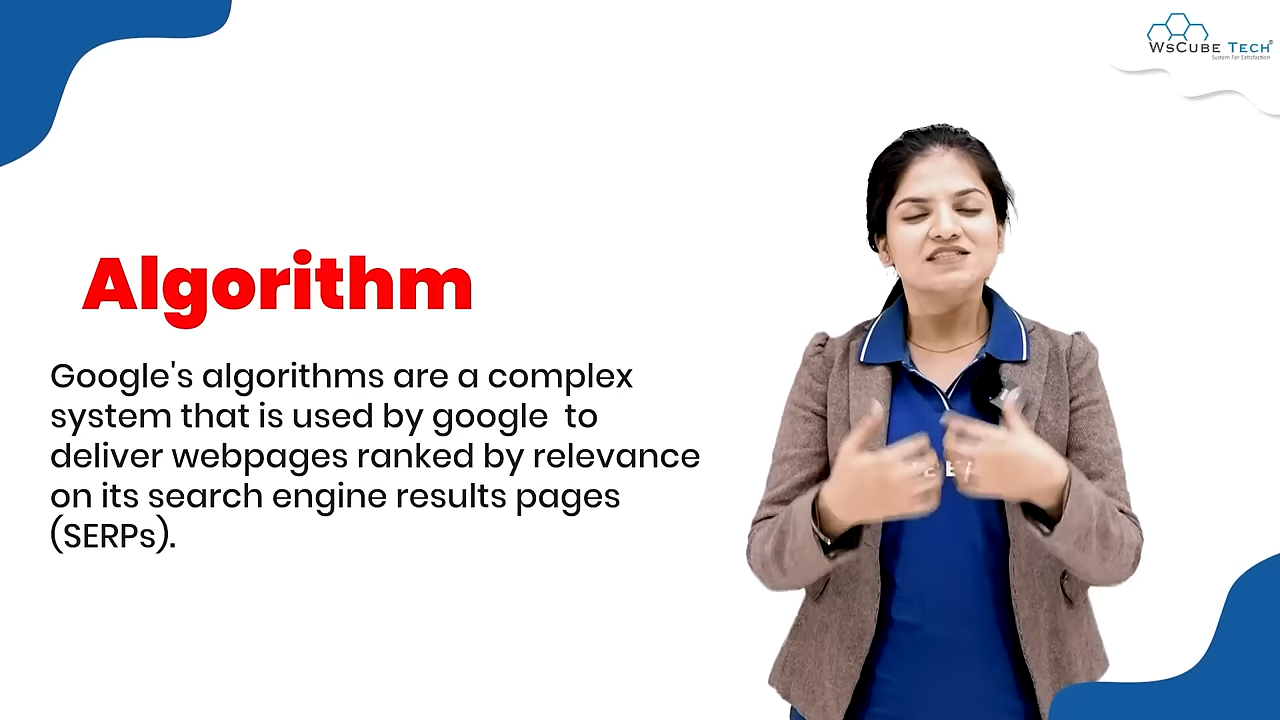 WsCube Tech®
System For Satisfaction
Algorithm
Google's algorithms are a complex
system that is used by google  to
deliver webpages ranked by relevance
on its search engine results pages
(SERPs).